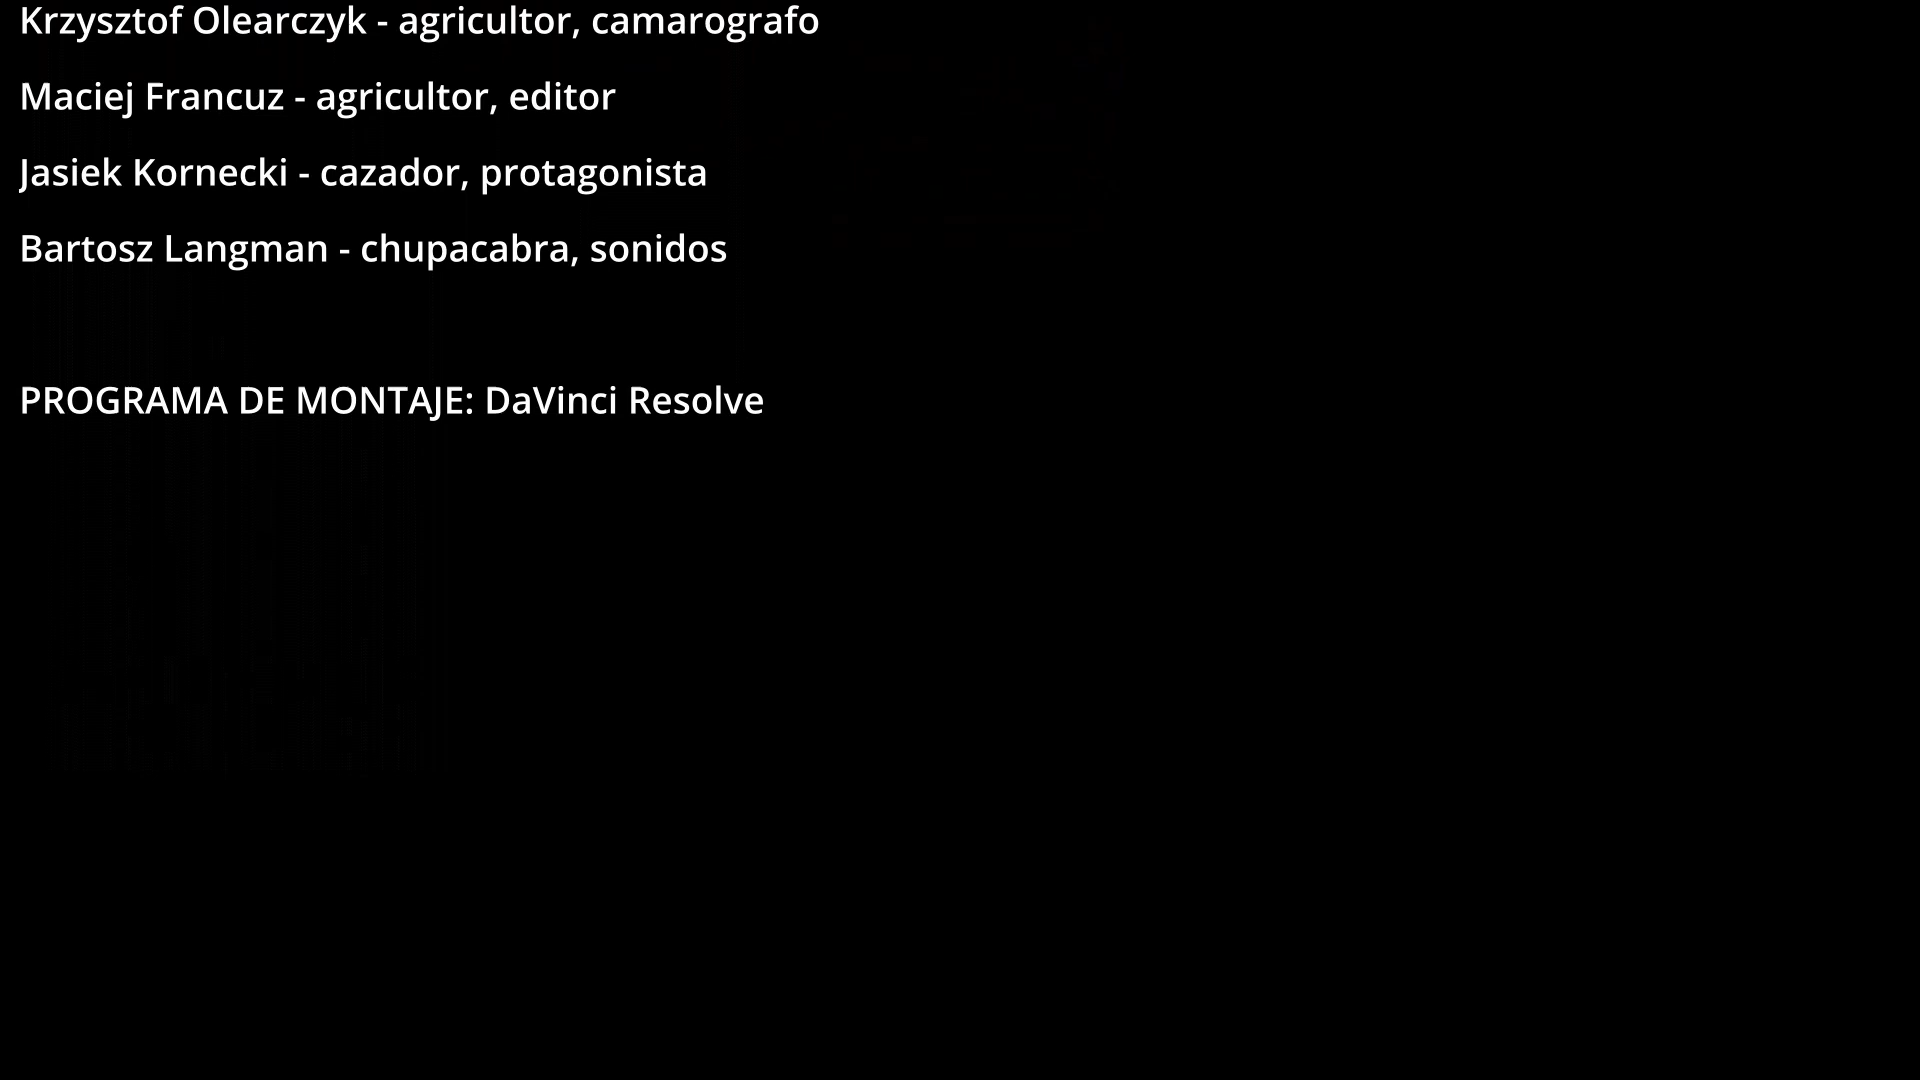 Krzysztof Olearczyk - agricultor, camarografo
Maciej Francuz - agricultor, editor
Jasiek Kornecki - cazador, protagonista
Bartosz Langman - chupacabra, sonidos
PROGRAMA DE MONTAJE: DaVinci Resolve